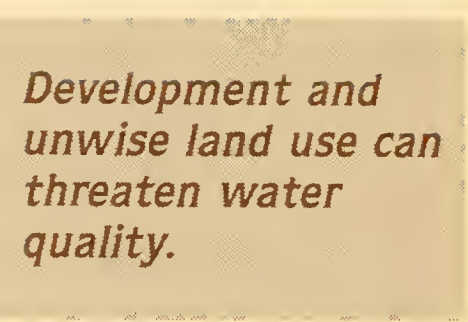 Development and
unwise land use can
threaten water
quality.